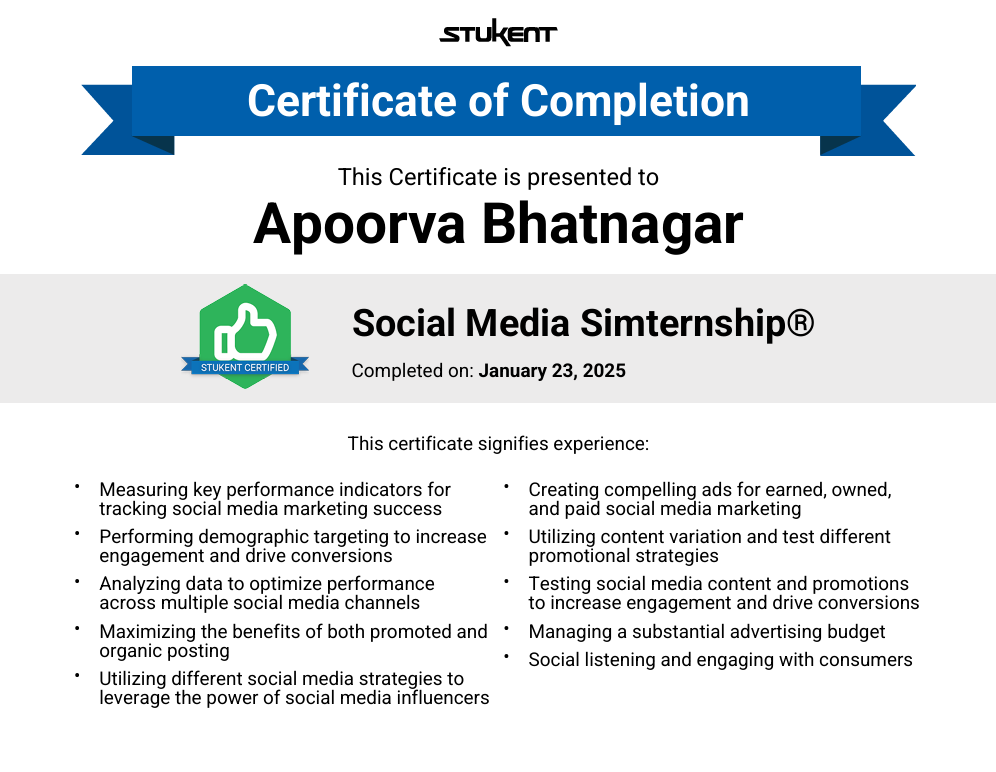 STUKENT
Certificate of Completion
This Certificate is presented to
Apoorva Bhatnagar
STUKENT CERTIFIED
Social Media Simternship®
Completed on: January 23, 2025
This certificate signifies experience:
• Measuring key performance indicators for
tracking social media marketing success
• Performing demographic targeting to increase
engagement and drive conversions
• Analyzing data to optimize performance
across multiple social media channels
• Maximizing the benefits of both promoted and
organic posting
• Utilizing different social media strategies to
leverage the power of social media influencers
• Creating compelling ads for earned, owned,
and paid social media marketing
• Utilizing content variation and test different
promotional strategies
• Testing social media content and promotions
to increase engagement and drive conversions
• Managing a substantial advertising budget
• Social listening and engaging with consumers